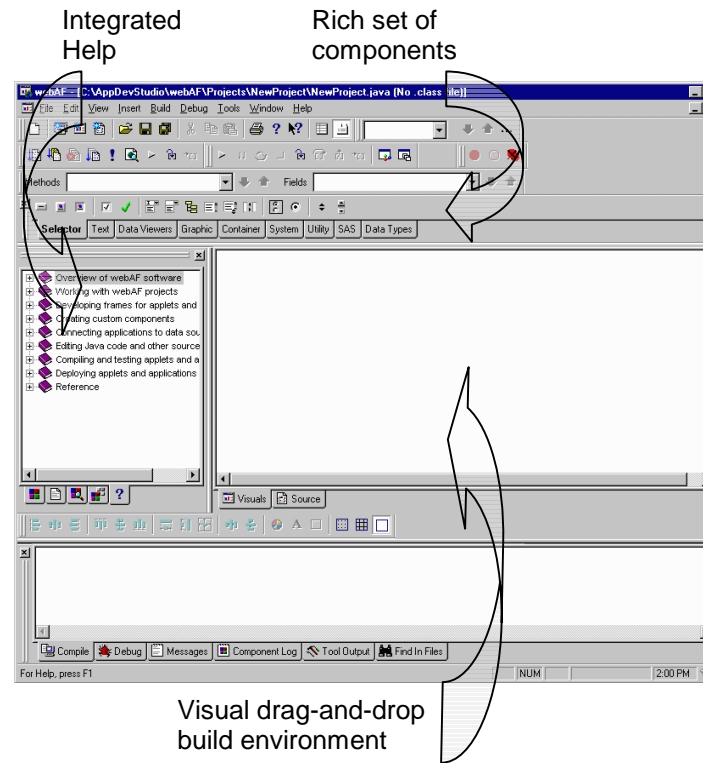 Integrated
Help
Rich set of
components
webAF - [C:\AppDevStudio\webAF\Projects\NewProject\NewProject.java (No .class file)]
File Edit View Insert Build Debug Tools Window Help
Methods Fields
Selector Text Data Viewers Graphic Container System Utility SAS Data Types
Overview of webAF software
Working with webAF projects
Developing frames for applets and
Creating custom components
Connecting applications to data sou
Editing Java code and other source
Compiling and testing applets and a
Deploying applets and applications
Reference
Visuals Source
Compile Debug Messages Component Log Tool Output Find In Files
For Help, press F1 NUM 2:00 PM
Visual drag-and-drop
build environment